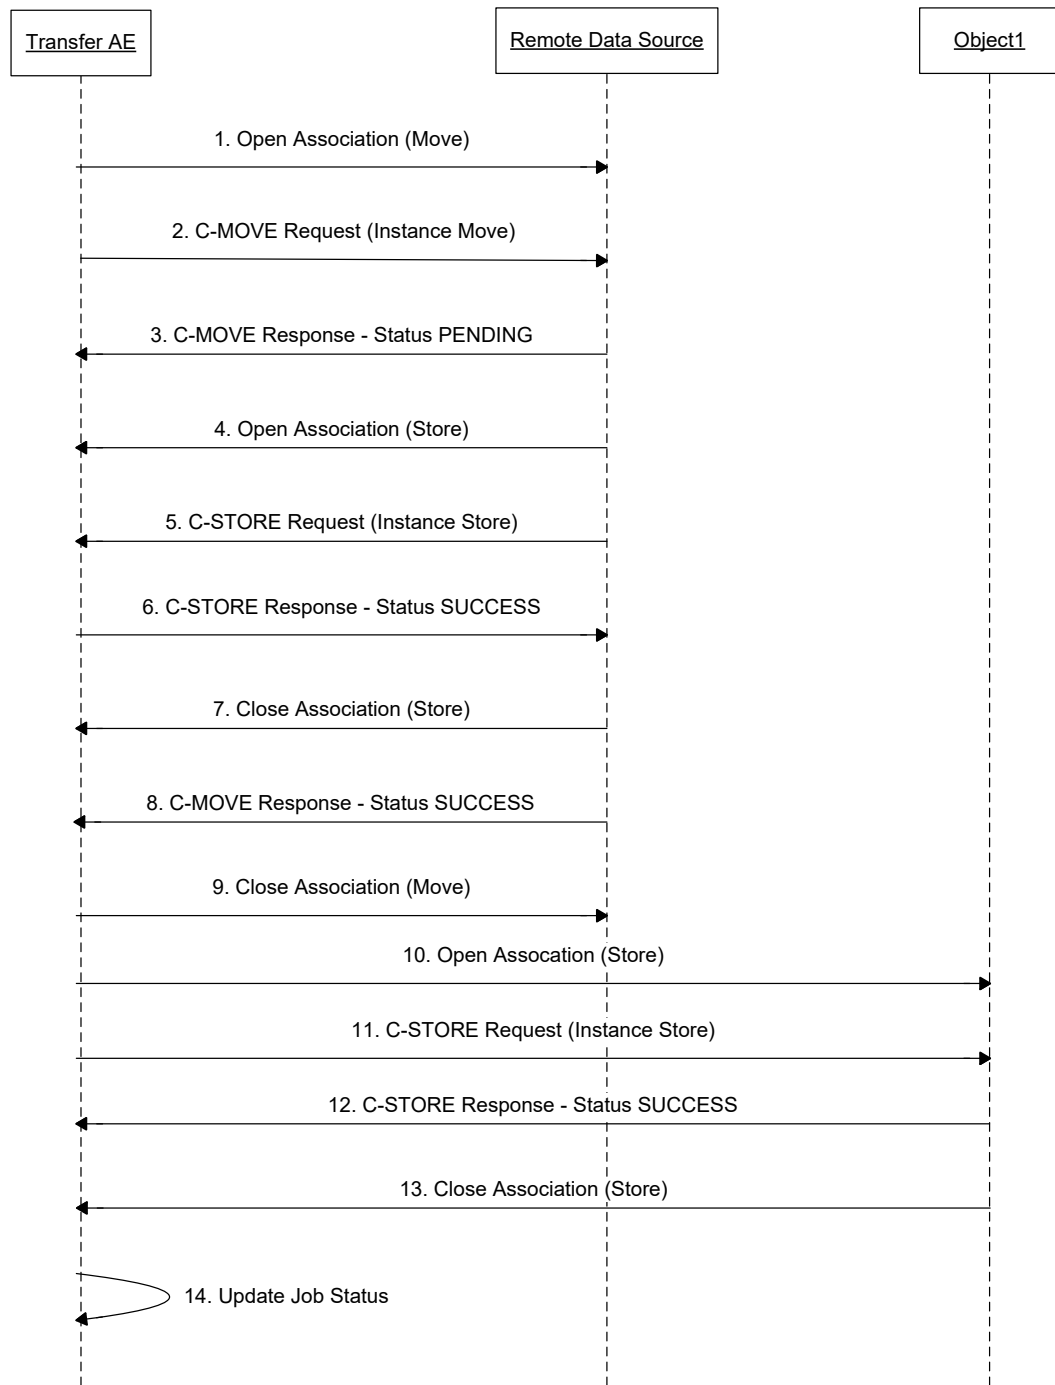 Transfer AE
Remote Data Source
Object1
1. Open Association (Move)
2. C-MOVE Request (Instance Move)
3. C-MOVE Response - Status PENDING
4. Open Association (Store)
5. C-STORE Request (Instance Store)
6. C-STORE Response - Status SUCCESS
7. Close Association (Store)
8. C-MOVE Response - Status SUCCESS
9. Close Association (Move)
10. Open Assocation (Store)
11. C-STORE Request (Instance Store)
12. C-STORE Response - Status SUCCESS
13. Close Association (Store)
14. Update Job Status